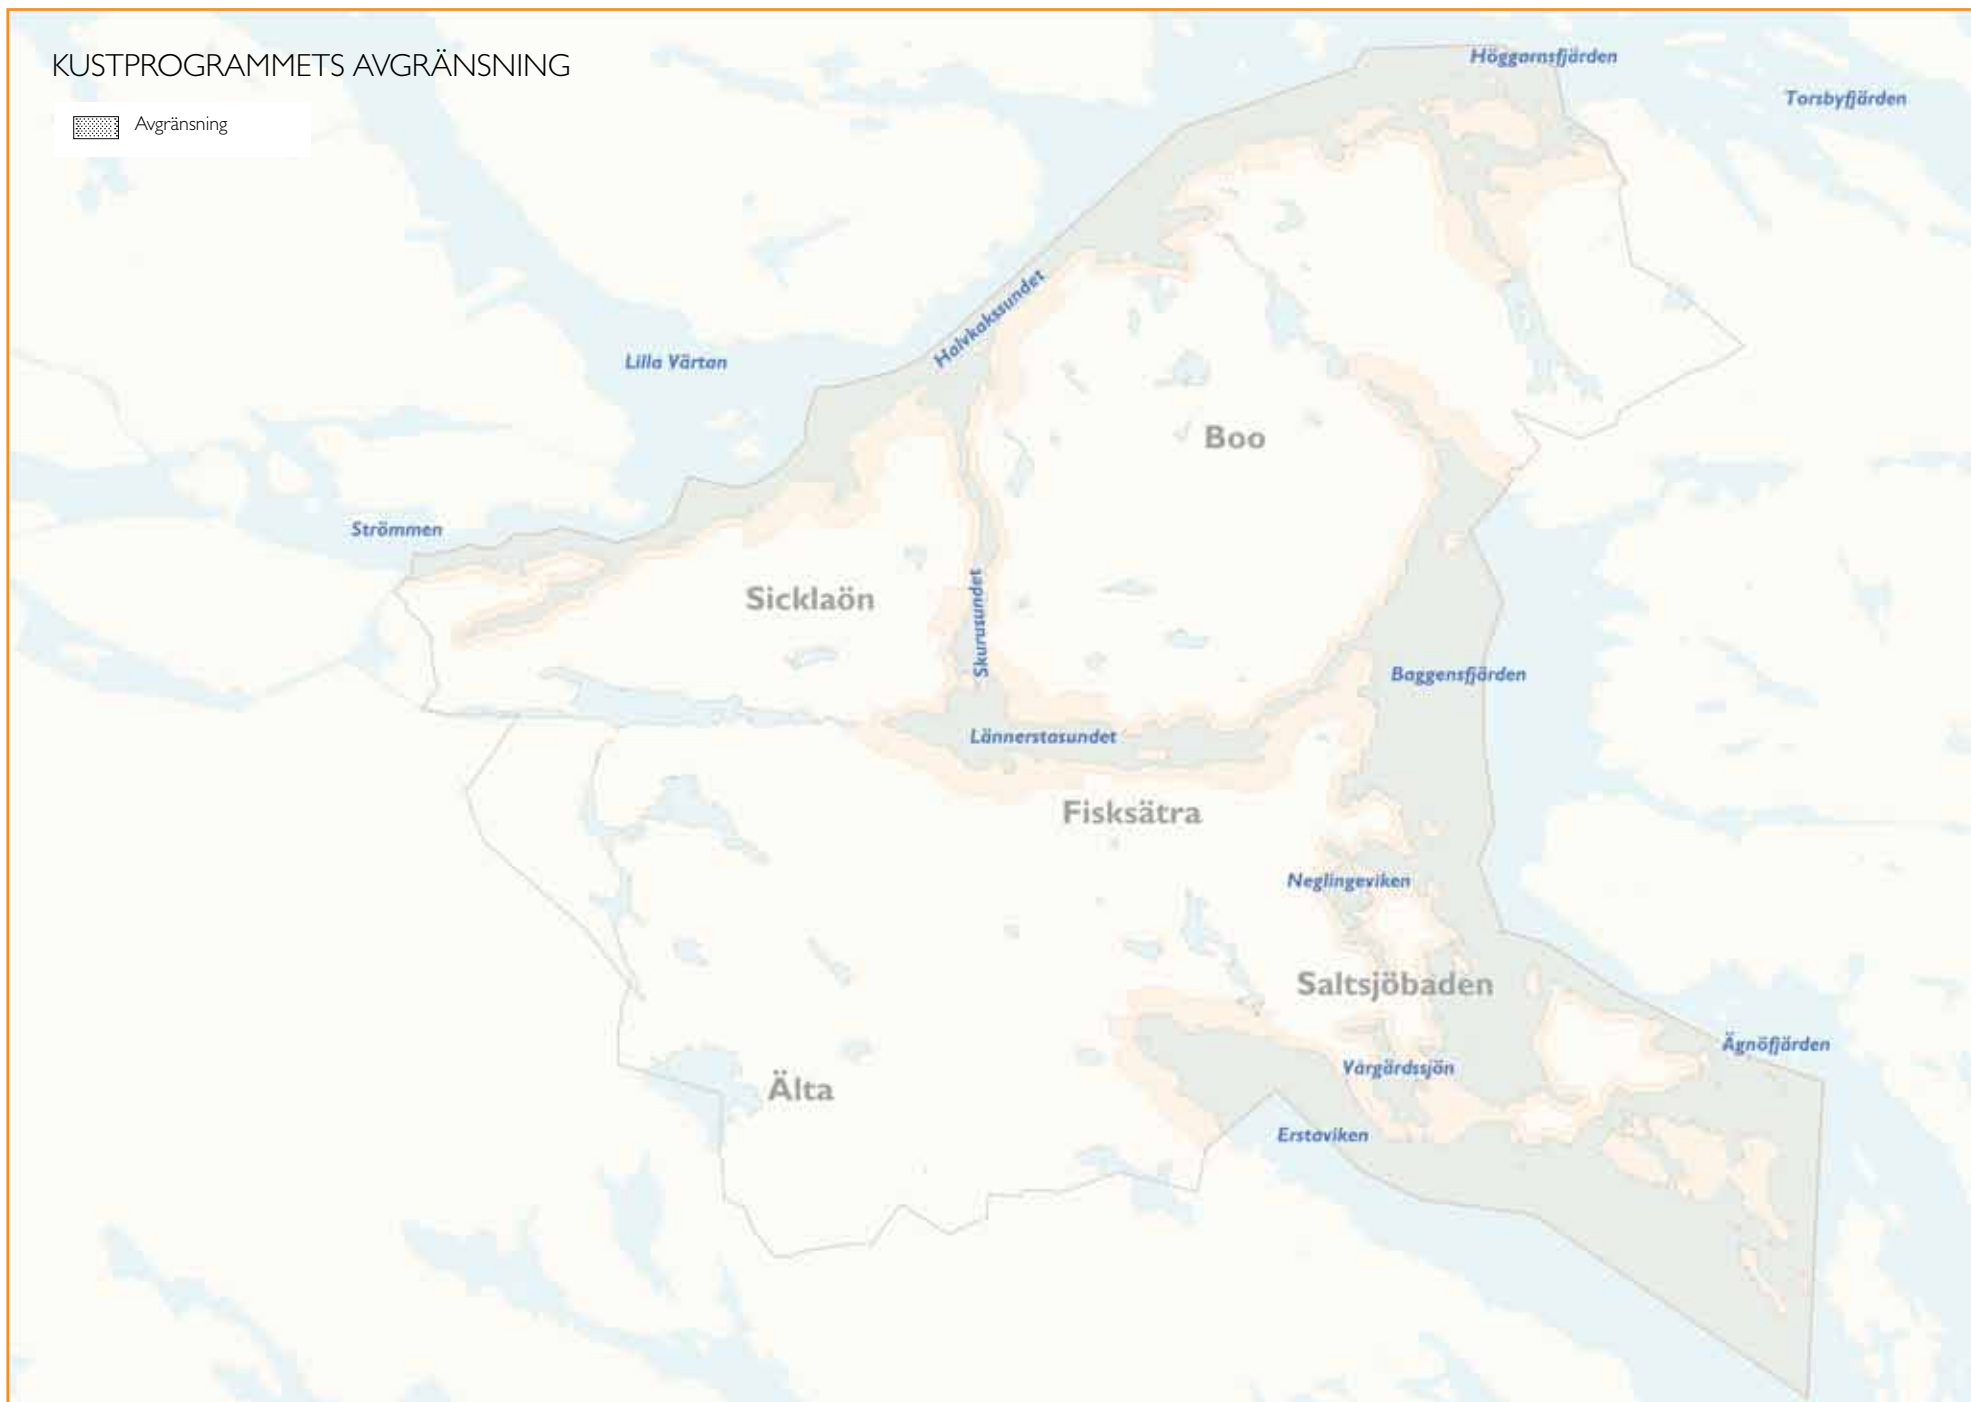 KUSTPROGRAMMETS AVGRÄNSNING
Avgränsning
Höggarnsfjärden
Torsbyfjärden
Halvkakssundet
Lilla Värtan
Boo
Strömmen
Sicklaön
Skurusundet
Baggensfjärden
Lännerstasundet
Fisksätra
Neglingeviken
Saltsjöbaden
Ägnöfjärden
Vårgärdssjön
Älta
Erstaviken